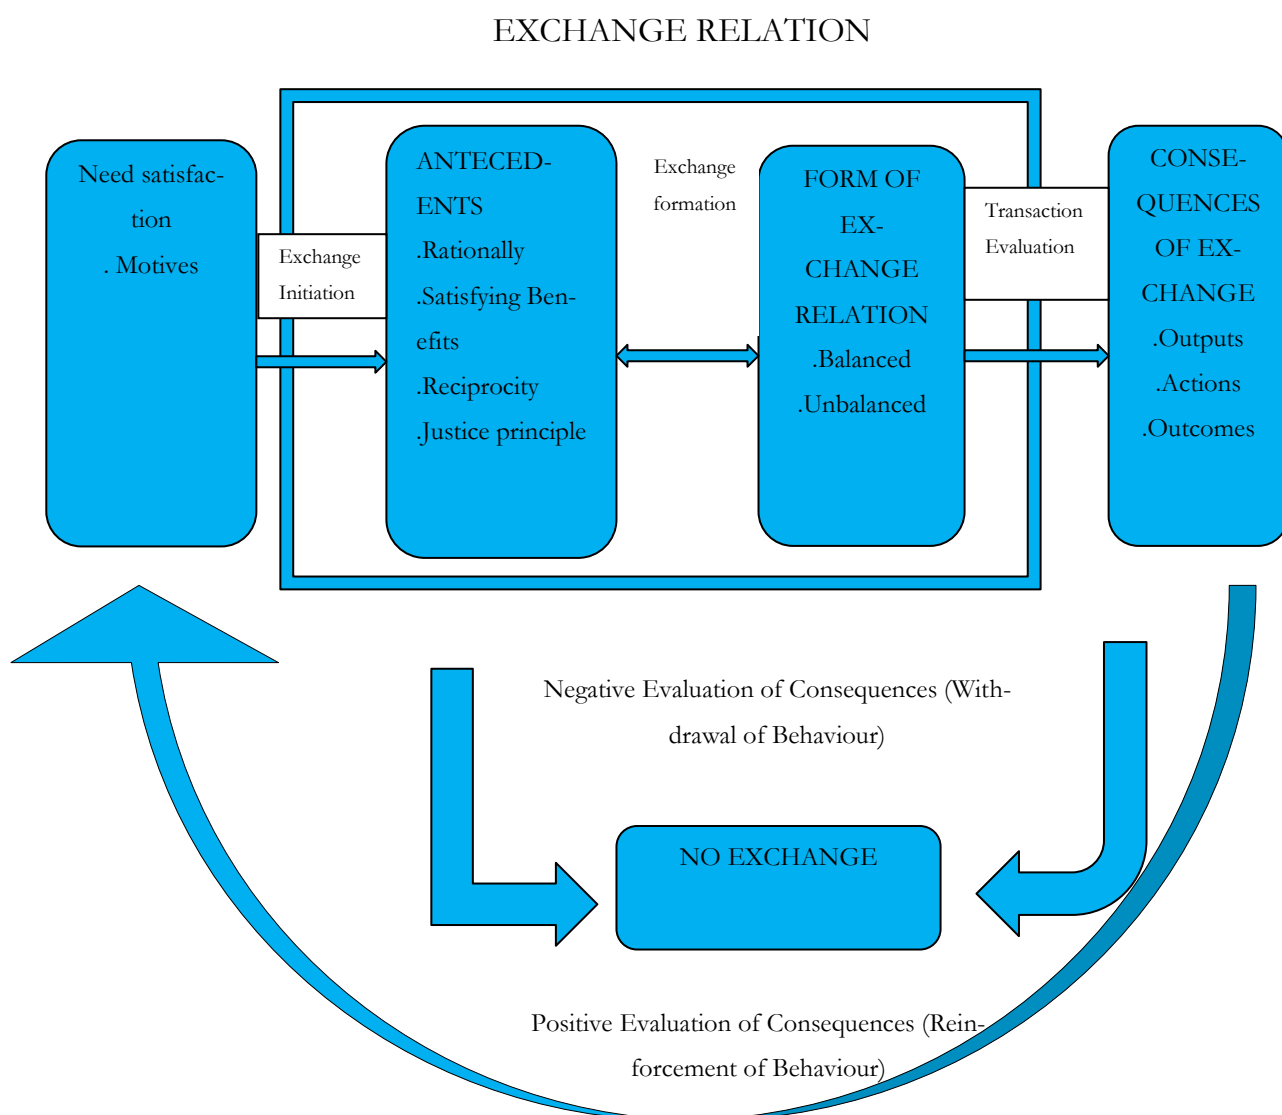 EXCHANGE RELATION
Need satisfac-
tion
. Motives
Exchange
Initiation
ANTECED-
ENTS
.Rationally
.Satisfying Ben-
efits
.Reciprocity
.Justice principle
Exchange
formation
FORM OF
EX-
CHANGE
RELATION
.Balanced
.Unbalanced
Transaction
Evaluation
CONSE-
QUENCES
OF EX-
CHANGE
.Outputs
.Actions
.Outcomes
Negative Evaluation of Consequences (With-
drawal of Behaviour)
NO EXCHANGE
Positive Evaluation of Consequences (Rein-
forcement of Behaviour)